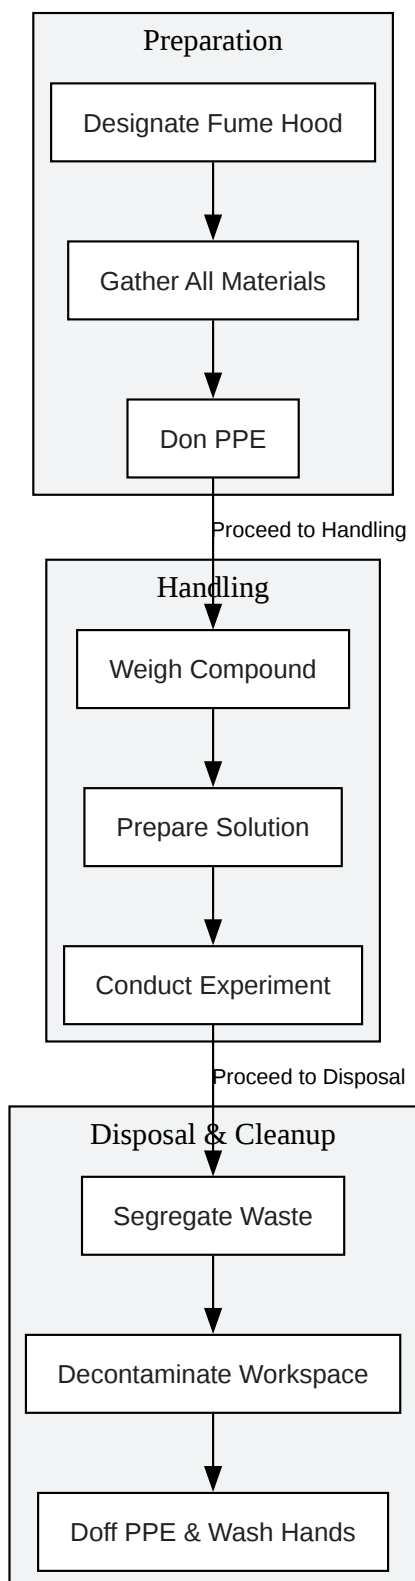 Preparation
Designate Fume Hood
Gather All Materials
Don PPE
Proceed to Handling
Handling
Weigh Compound
Prepare Solution
Conduct Experiment
Proceed to Disposal
Disposal & Cleanup
Segregate Waste
Decontaminate Workspace
Doff PPE & Wash Hands